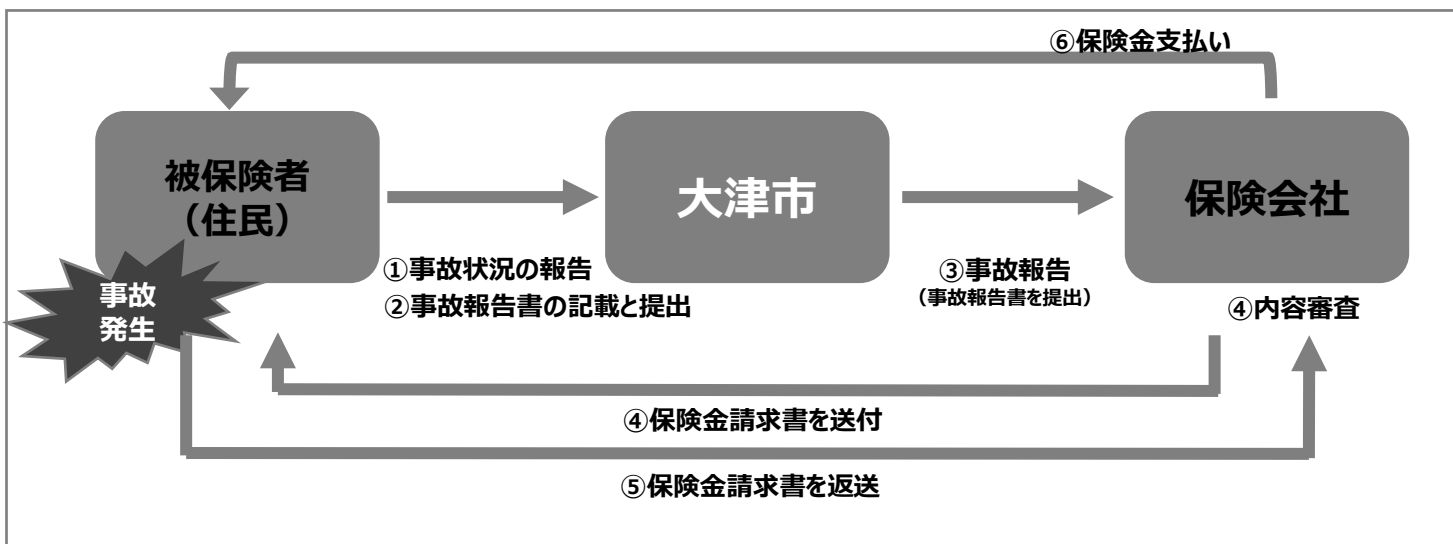 ⑥保険金支払い
被保険者
（住民）
大津市
保険会社
事故
発生
①事故状況の報告
②事故報告書の記載と提出
③事故報告
（事故報告書を提出）
④内容審査
④保険金請求書を送付
⑤保険金請求書を返送